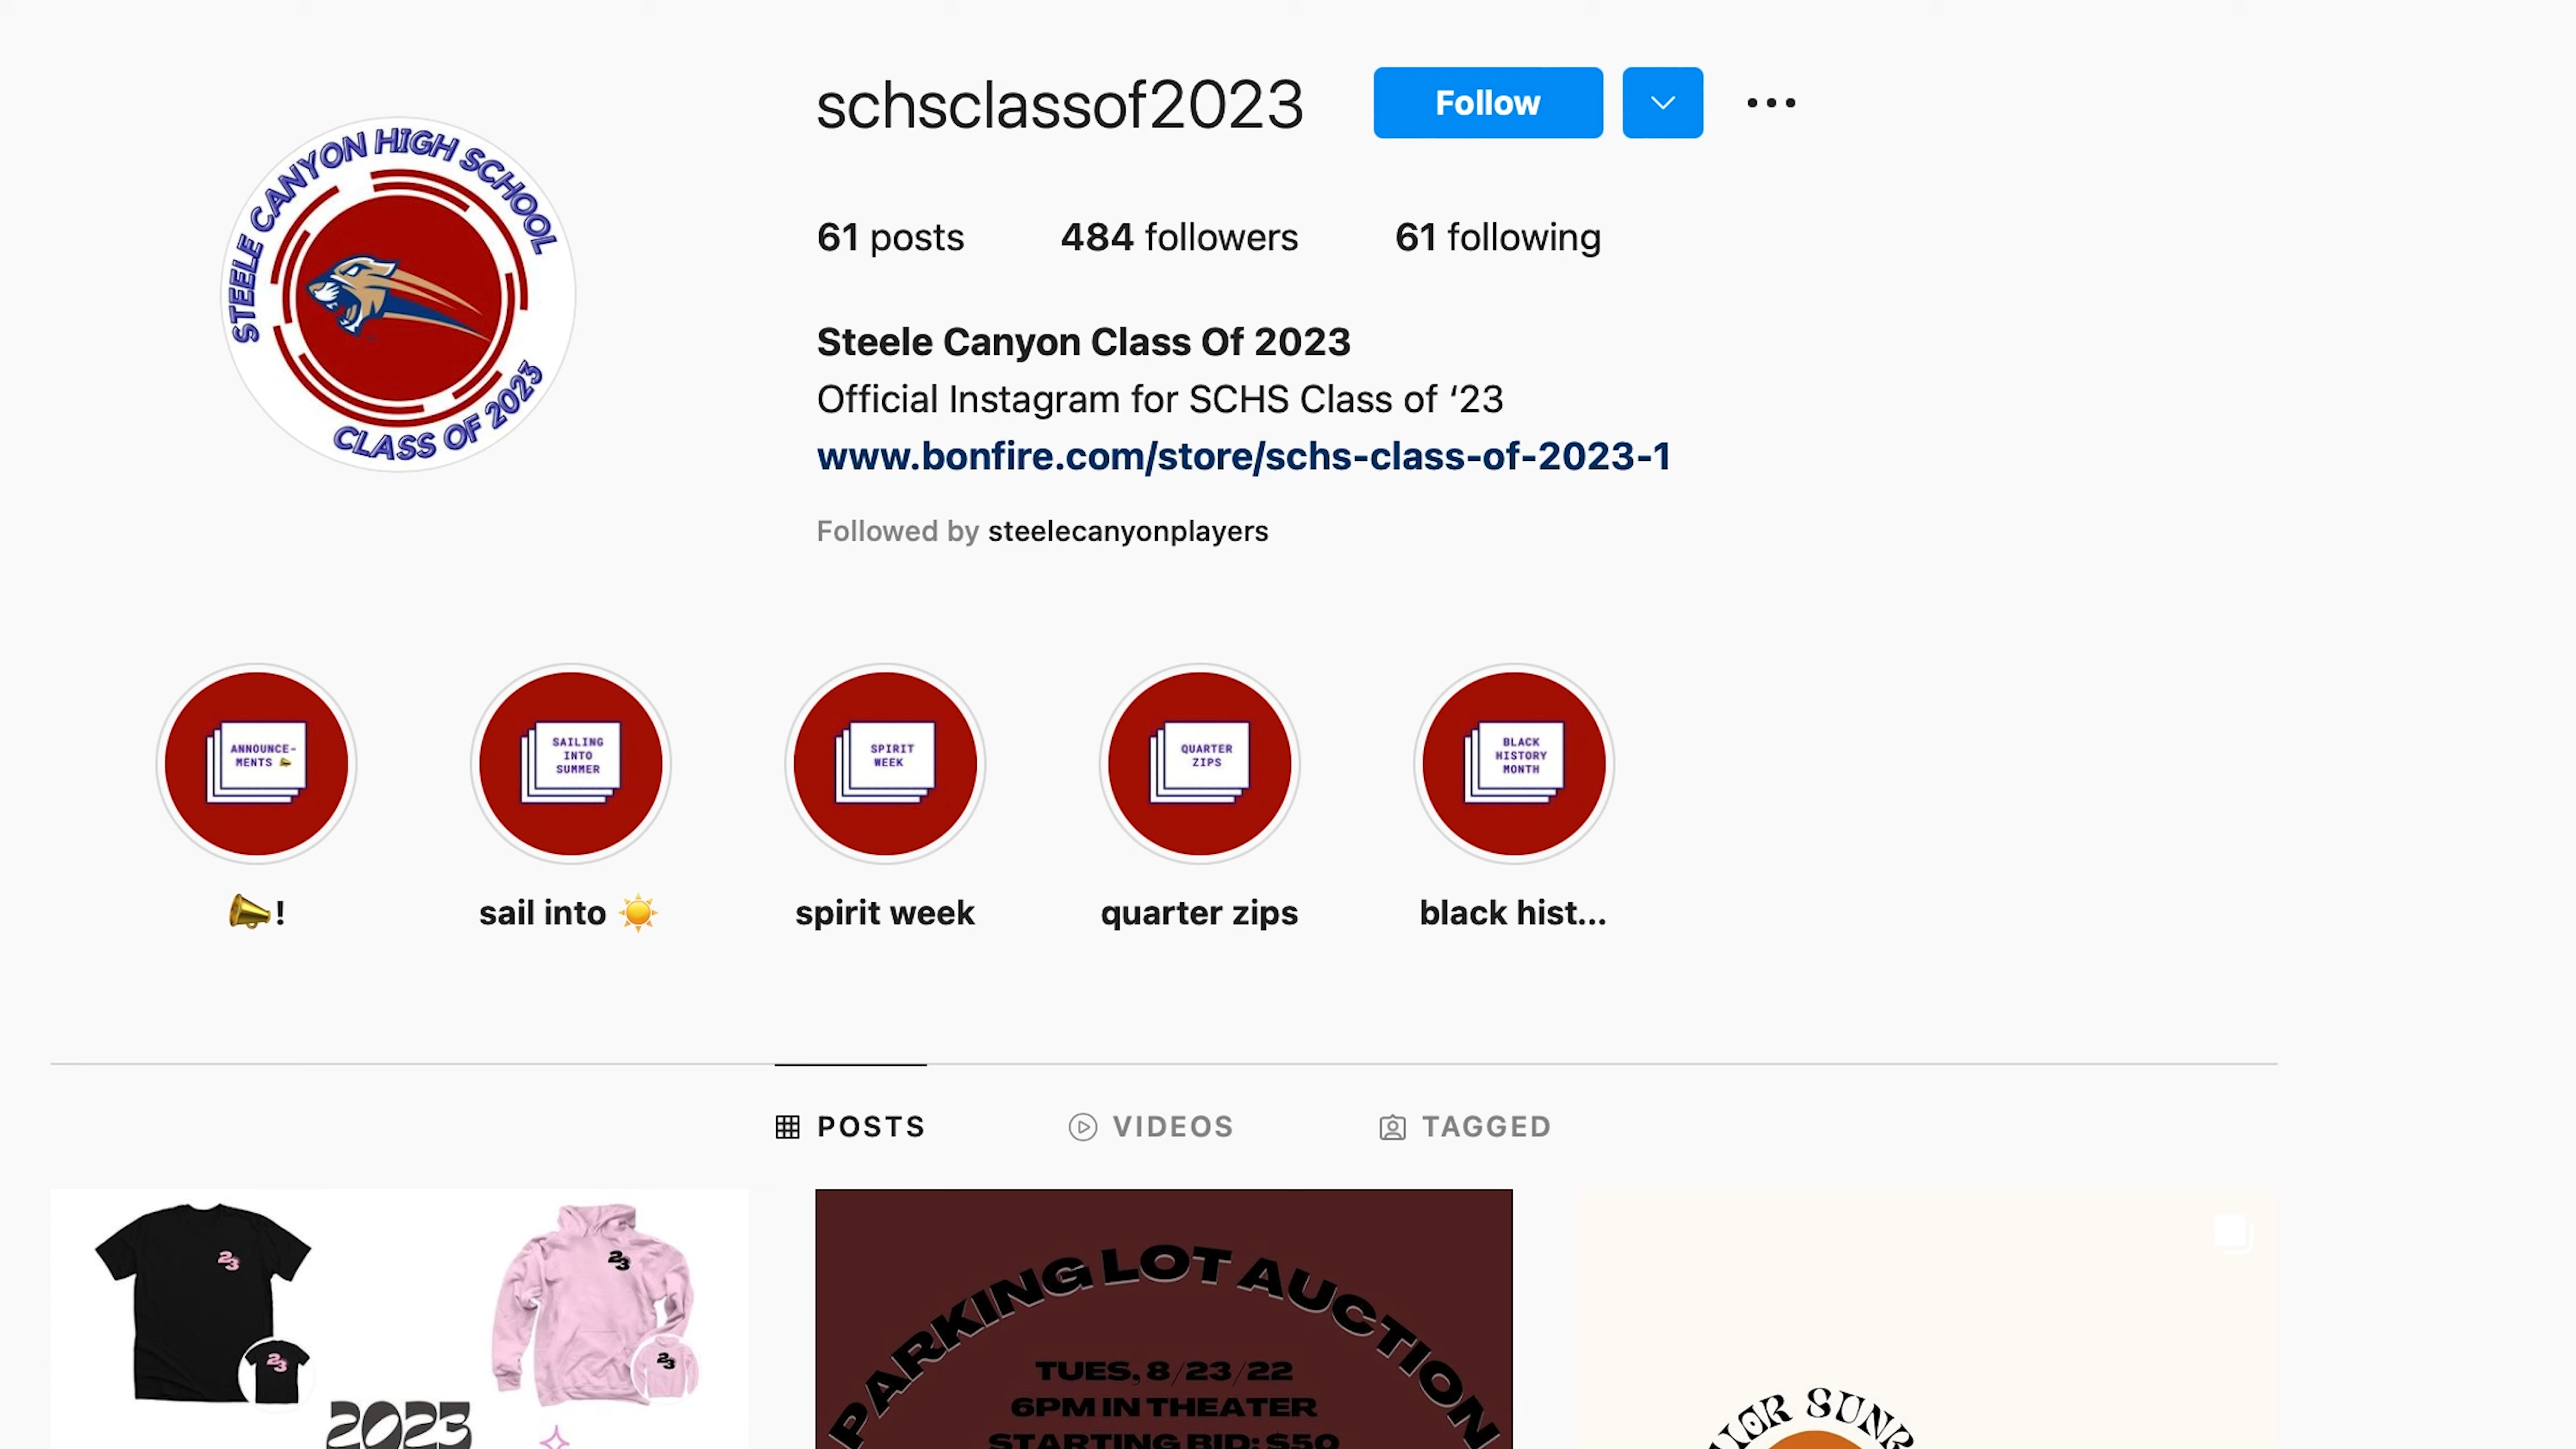 schsclassof2023
Follow
61 posts 484 followers 61 following
STEELE CANYON HIGH SCHOOL
CLASS OF 2023
Steele Canyon Class Of 2023
Official Instagram for SCHS Class of ‘23
www.bonfire.com/store/schs-class-of-2023-1
Followed by steelecanyonplayers
ANNOUNCE-
MENTS 📣
SAILING
INTO
SUMMER
SPIRIT
WEEK
QUARTER
ZIPS
BLACK
HISTORY
MONTH
📣!
sail into ☀️
spirit week
quarter zips
black hist...
POSTS
VIDEOS
TAGGED
23
23
23
23
2023
PARKING LOT AUCTION
TUES, 8/23/22
6PM IN THEATER
STARTING BID: $50